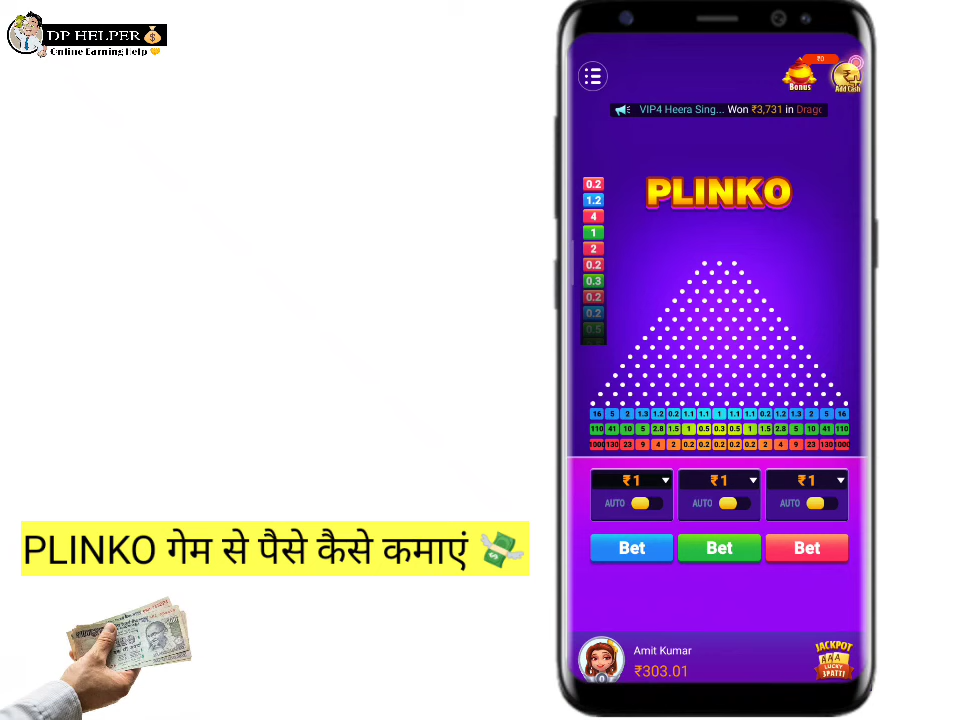 DP HELPER
Online Earning Help
₹0
Bonus
Add Cash
VIP4 Heera Sing... Won ₹3,731 in Drago
PLINKO
0.2
1.2
4
1
2
0.2
0.3
0.2
0.2
0.5
16 5 2 1.3 1.2 0.2 1.1 1.1 1 1.1 1.1 0.2 1.2 1.3 2 5 16
110 41 10 5 2.8 1.5 1 0.5 0.3 0.5 1 1.5 2.8 5 10 41 110
1000 130 23 9 4 2 0.2 0.2 0.2 0.2 0.2 2 4 9 23 130 1000
₹1 ₹1 ₹1
AUTO AUTO AUTO
Bet Bet Bet
PLINKO गेम से पैसे कैसे कमाएं
Amit Kumar
₹303.01
0
JACKPOT
AAA
LUCKY
3PATTI